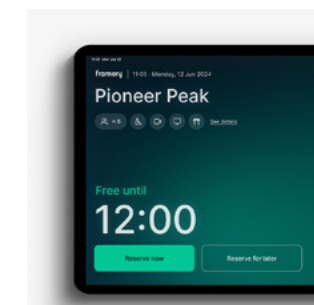 framery | 11:05 · Monday, 12 Jun 2024
Pioneer Peak
See details
Free until
12:00
Reserve now
Reserve for later